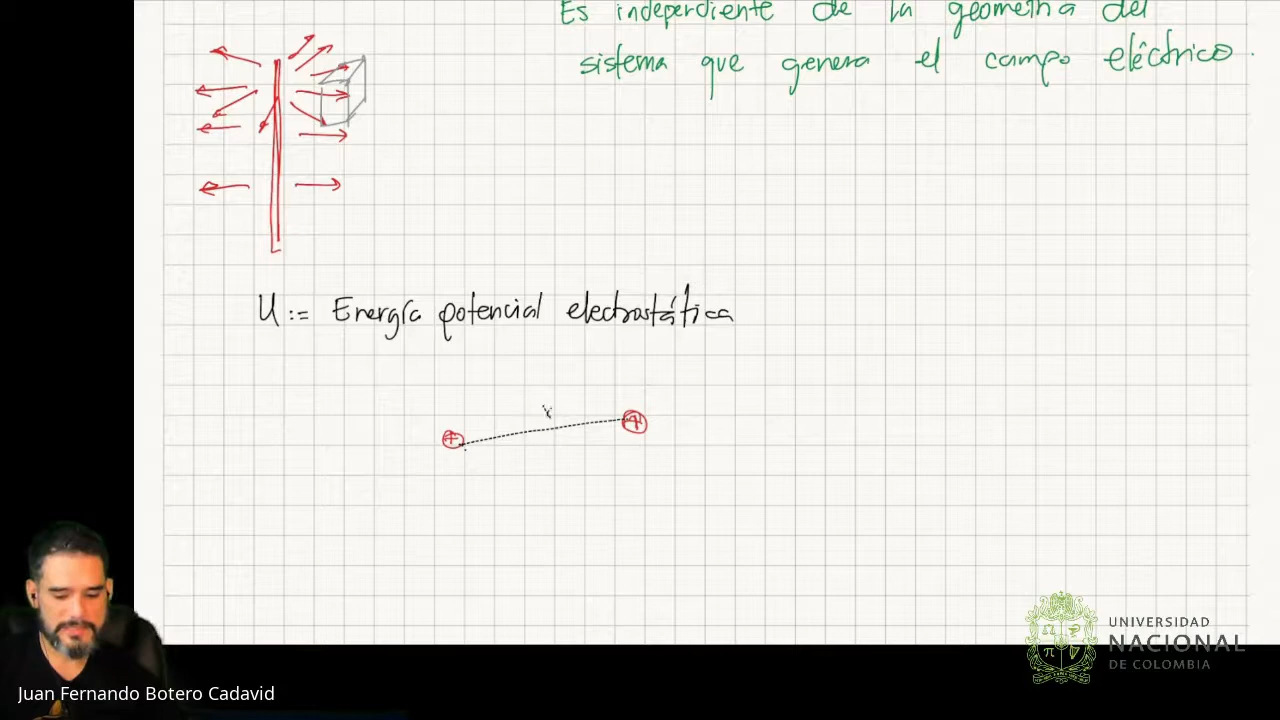 Es independiente de la geometría del
sistema que genera el campo eléctrico.
U := Energía potencial electrostática
x
+
+
UNIVERSIDAD
NACIONAL
DE COLOMBIA
Juan Fernando Botero Cadavid